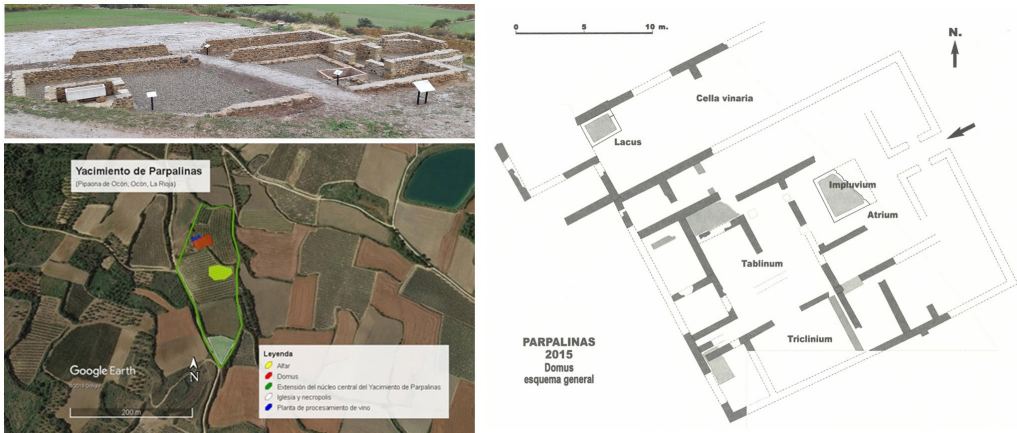 Yacimiento de Parpalinas
(Pipaona de Ocón, Ocón, La Rioja)
Google Earth
N
200 m
Leyenda
Alfar
Domus
Extensión del núcleo central del Yacimiento de Parpalinas
Iglesia y necropolis
Planta de procesamiento de vino
0 5 10 m.
N.
Cella vinaria
Lacus
Impluvium
Atrium
Tablinum
Triclinium
PARPALINAS
2015
Domus
esquema general